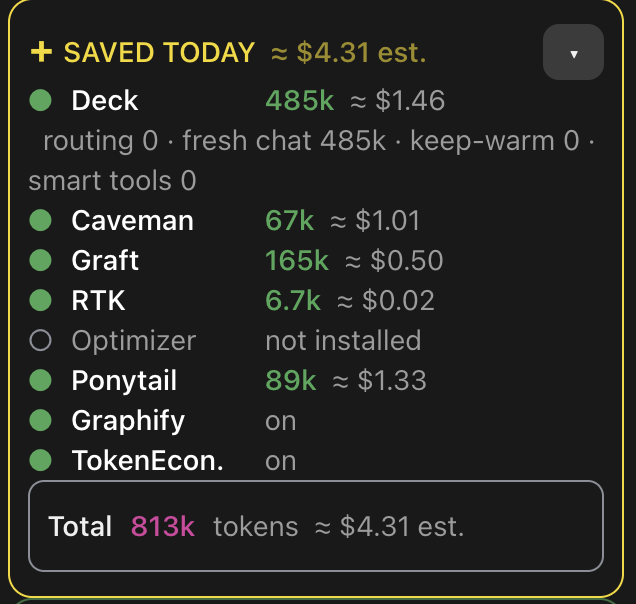 + SAVED TODAY ≈ $4.31 est. ▾
Deck 485k ≈ $1.46
routing 0 · fresh chat 485k · keep-warm 0 ·
smart tools 0
Caveman 67k ≈ $1.01
Graft 165k ≈ $0.50
RTK 6.7k ≈ $0.02
Optimizer not installed
Ponytail 89k ≈ $1.33
Graphify on
TokenEcon. on
Total 813k tokens ≈ $4.31 est.